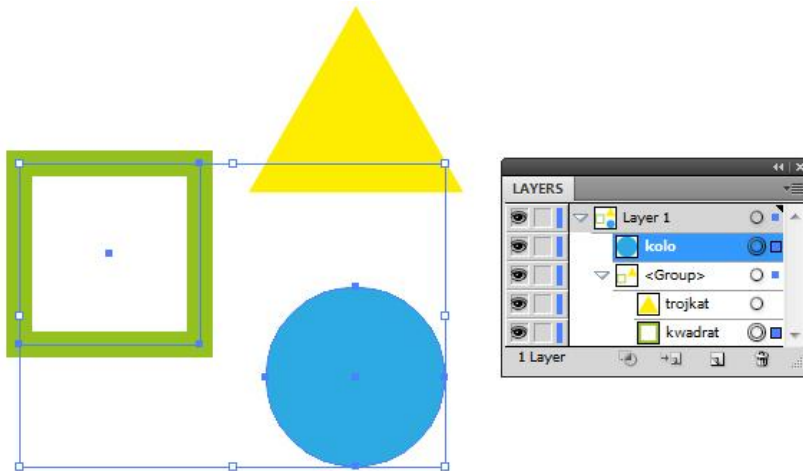 LAYERS
Layer 1
kolo
<Group>
trojkat
kwadrat
1 Layer